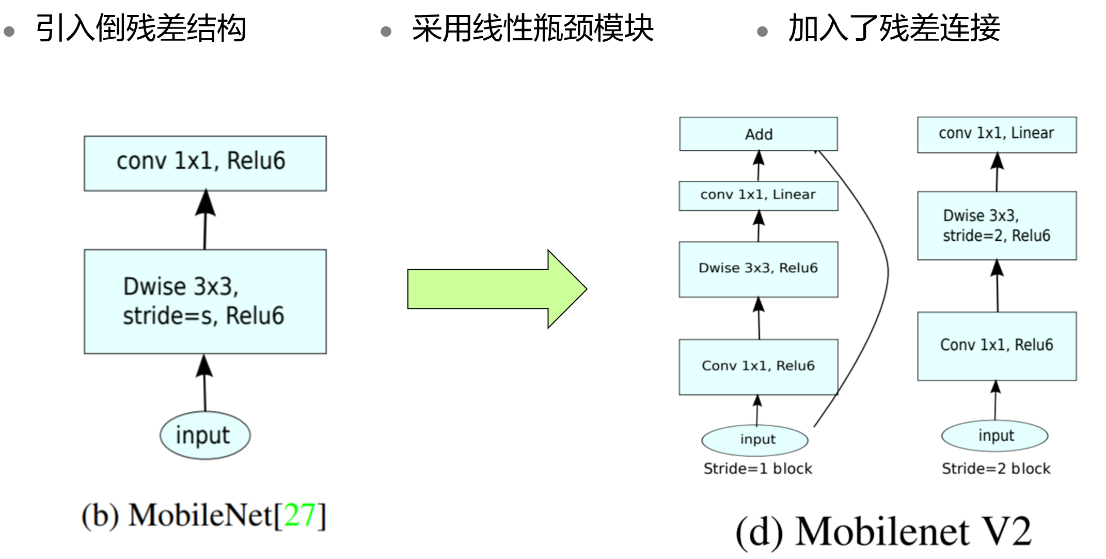 引入倒残差结构
采用线性瓶颈模块
加入了残差连接
conv 1x1, Relu6
Dwise 3x3,
stride=s, Relu6
input
(b) MobileNet[27]
Add
conv 1x1, Linear
Dwise 3x3, Relu6
Conv 1x1, Relu6
input
Stride=1 block
conv 1x1, Linear
Dwise 3x3,
stride=2, Relu6
Conv 1x1, Relu6
input
Stride=2 block
(d) Mobilenet V2